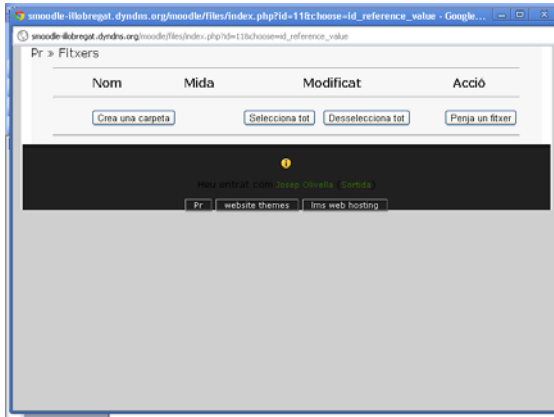 smoodle-illobregat.dyndns.org/moodle/files/index.php?id=11&choose=id_reference_value - Google...
smoodle-illobregat.dyndns.org/moodle/files/index.php?id=11&choose=id_reference_value
Pr » Fitxers
Nom Mida Modificat Acció
Crea una carpeta Selecciona tot Desselecciona tot Penja un fitxer
Heu entrat com Josep Olivella (Sortida)
Pr website themes lms web hosting